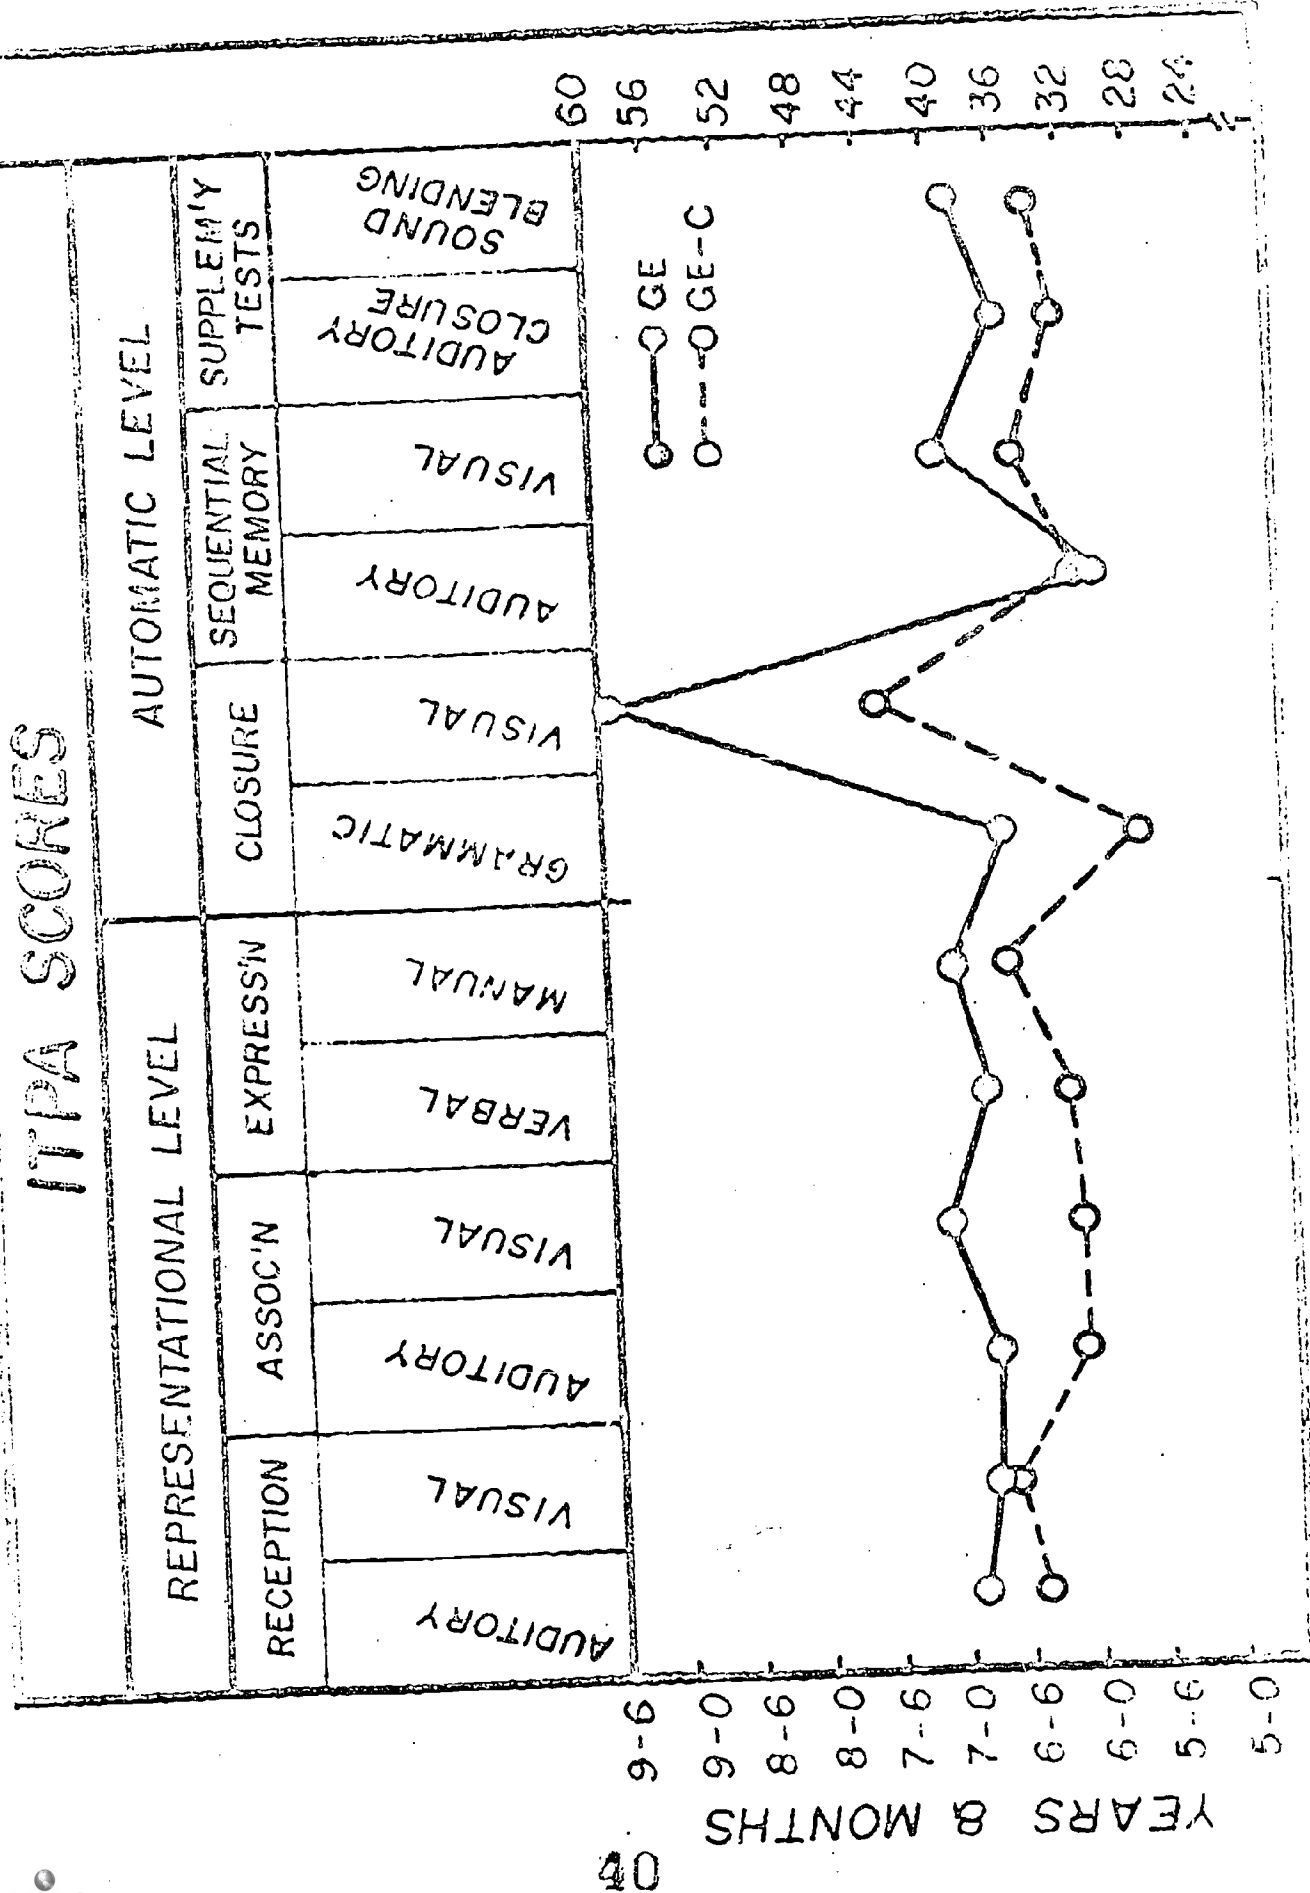 ITPA SCORES
REPRESENTATIONAL LEVEL
AUTOMATIC LEVEL
RECEPTION
ASSOC'N
EXPRESS'N
CLOSURE
SEQUENTIAL
MEMORY
SUPPLEM'Y
TESTS
AUDITORY
VISUAL
AUDITORY
VISUAL
VERBAL
MANUAL
GRAMMATIC
VISUAL
AUDITORY
VISUAL
AUDITORY
CLOSURE
SOUND
BLENDING
GE
GE-C
YEARS & MONTHS
9-6
9-0
8-6
8-0
7-6
7-0
6-6
6-0
5-6
5-0
60
56
52
48
44
40
36
32
28
24